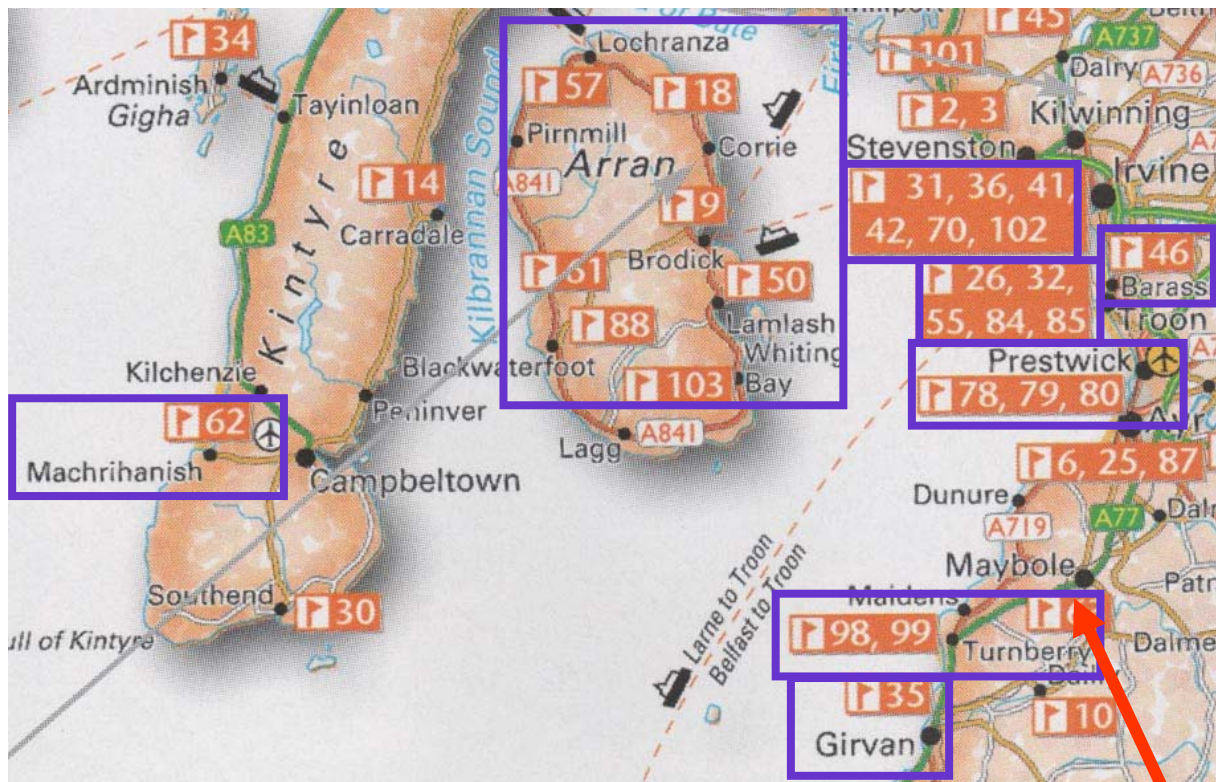 34
Ardminish
Gigha
Tayinloan
Kintyre
14
Carradale
A83
Kilchenzie
Peninver
62
Machrihanish
Campbeltown
Southend
30
ull of Kintyre
Kilbrannan Sound
of Bute
Lochranza
57
18
Pirnmill
Arran
Corrie
A841
9
Brodick
61
50
88
Lamlash
Blackwaterfoot
Whiting
Bay
103
Lagg
A841
Larne to Troon
Belfast to Troon
45
A737
101
Dalry
A736
2, 3
Kilwinning
Stevenston
Irvine
31, 36, 41,
42, 70, 102
46
Barass
26, 32,
55, 84, 85
Troon
Prestwick
78, 79, 80
Ayr
6, 25, 87
Dunure
A719
A77
Maybole
Maidens
98, 99
Turnberry
35
Girvan
10